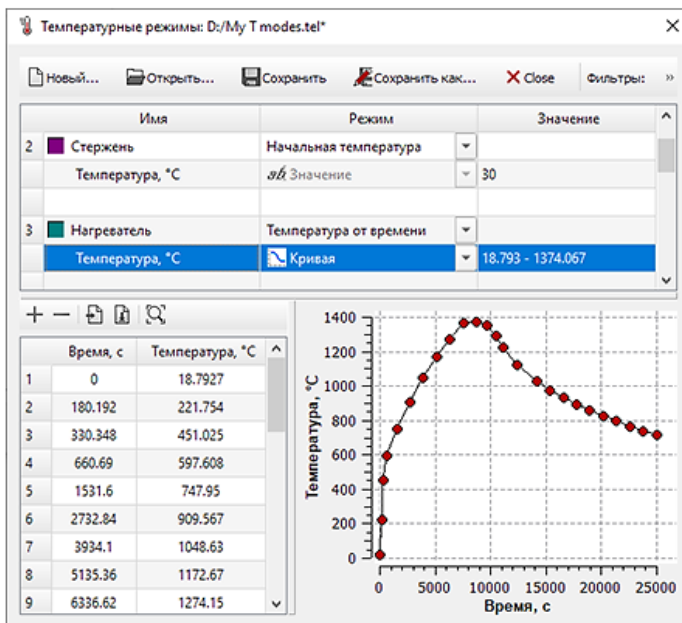 Температурные режимы: D:/My T modes.tel*
Новый... Открыть... Сохранить Сохранить как... Close Фильтры: »
Имя Режим Значение
2 Стержень Начальная температура
Температура, °C ab Значение 30
3 Нагреватель Температура от времени
Температура, °C Кривая 18.793 - 1374.067
Время, с Температура, °C
1 0 18.7927
2 180.192 221.754
3 330.348 451.025
4 660.69 597.608
5 1531.6 747.95
6 2732.84 909.567
7 3934.1 1048.63
8 5135.36 1172.67
9 6336.62 1274.15
Температура, °C
1400
1200
1000
800
600
400
200
0
0 5000 10000 15000 20000 25000
Время, с